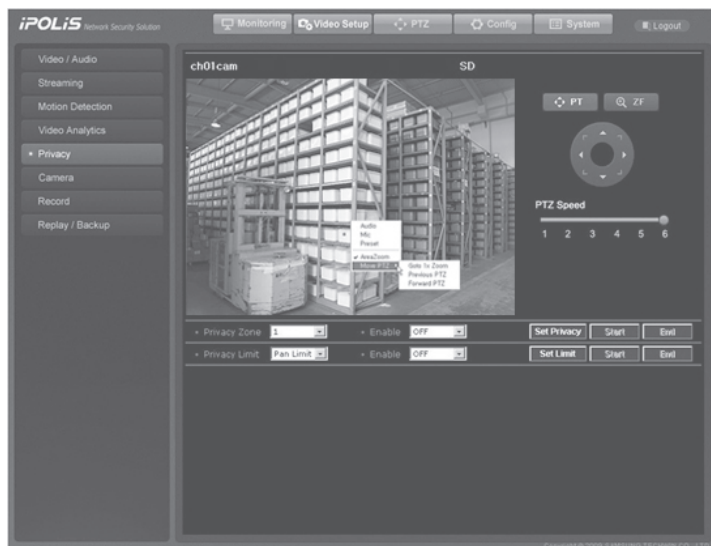 iPOLiS Network Security Solution
Monitoring
Video Setup
PTZ
Config
System
Logout
Video / Audio
Streaming
Motion Detection
Video Analytics
Privacy
Camera
Record
Replay / Backup
ch01cam
SD
PT
ZF
PTZ Speed
1 2 3 4 5 6
Audio
Mic
Preset
AreaZoom
Move PTZ
Goto 1x Zoom
Previous PTZ
Forward PTZ
Privacy Zone 1 Enable OFF Set Privacy Start End
Privacy Limit Pan Limit Enable OFF Set Limit Start End